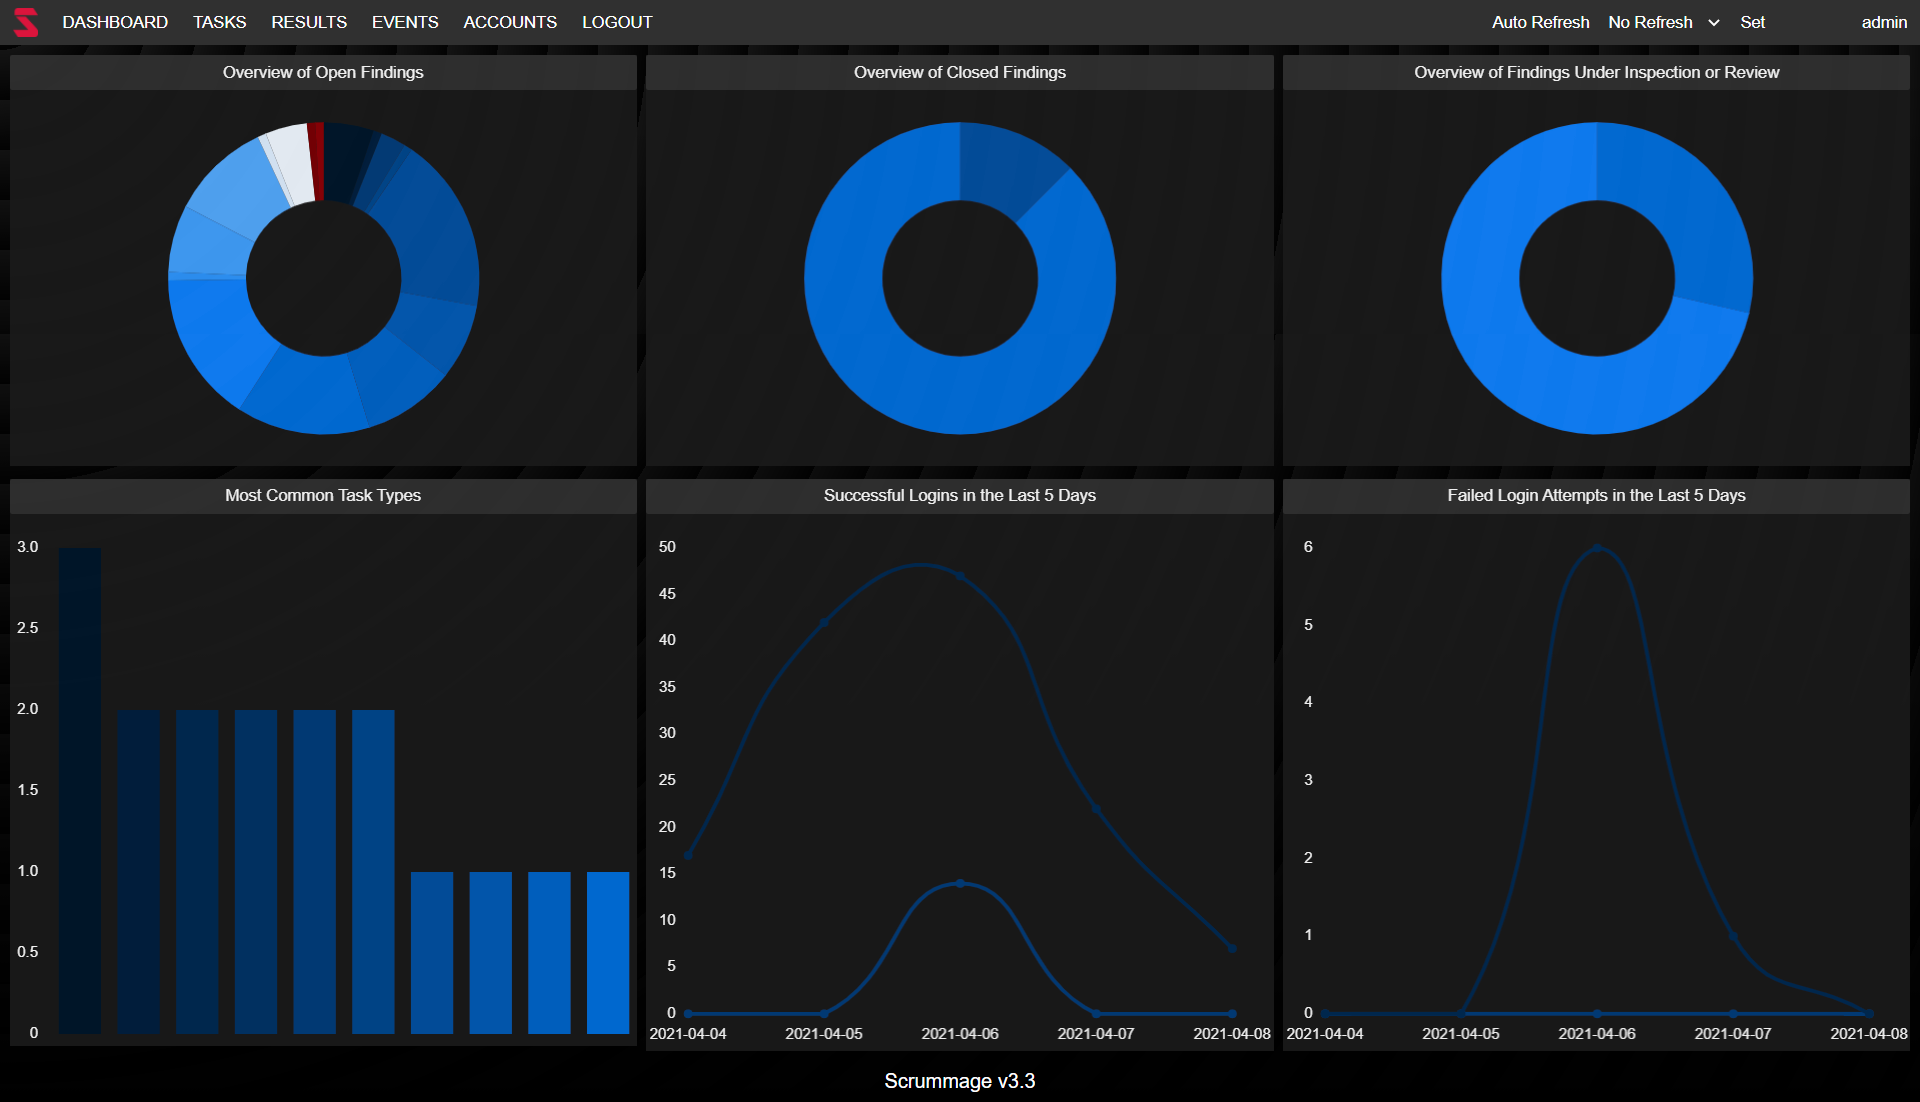 DASHBOARD TASKS RESULTS EVENTS ACCOUNTS LOGOUT Auto Refresh No Refresh Set admin
Overview of Open Findings
Overview of Closed Findings
Overview of Findings Under Inspection or Review
Most Common Task Types
3.0
2.5
2.0
1.5
1.0
0.5
0
Successful Logins in the Last 5 Days
50
45
40
35
30
25
20
15
10
5
0
2021-04-04 2021-04-05 2021-04-06 2021-04-07 2021-04-08
Failed Login Attempts in the Last 5 Days
6
5
4
3
2
1
0
2021-04-04 2021-04-05 2021-04-06 2021-04-07 2021-04-08
Scrummage v3.3